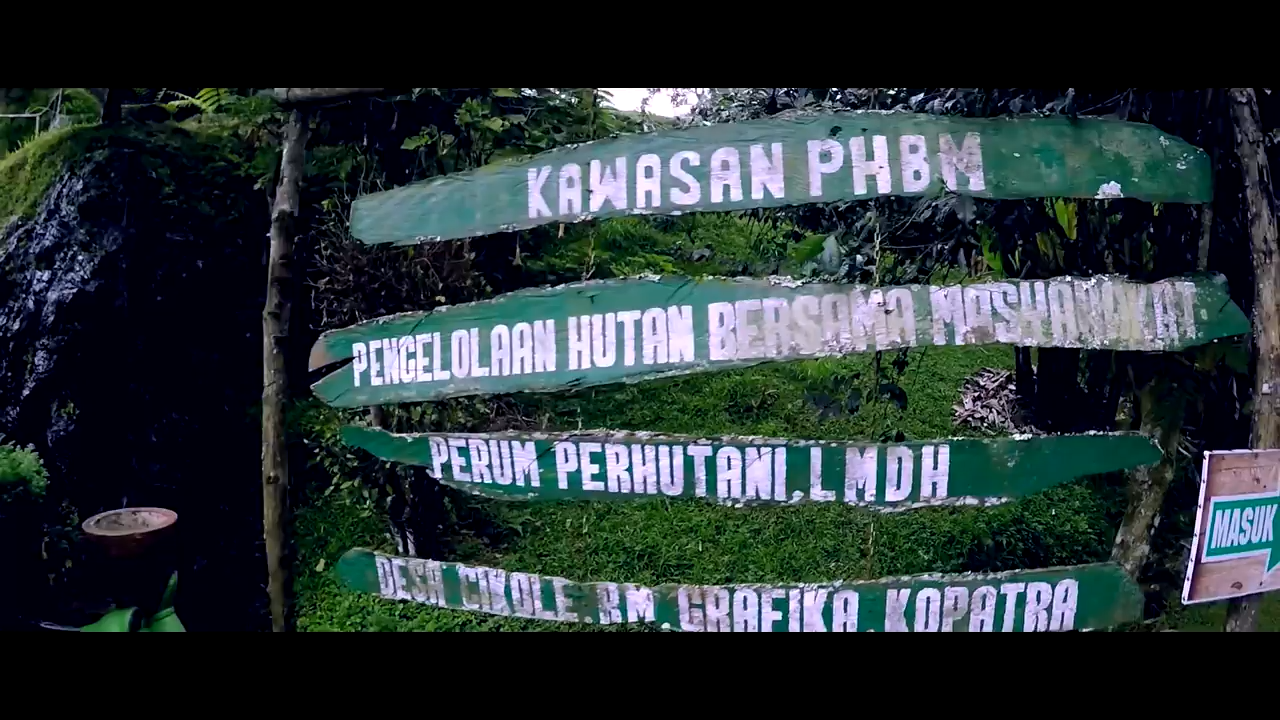 KAWASAN PHBM
PENGELOLAAN HUTAN BERSAMA MASYARAKAT
PERUM PERHUTANI. LMDH
DESA CIKOLE. RM. GRAFIKA. KOPATRA
MASUK